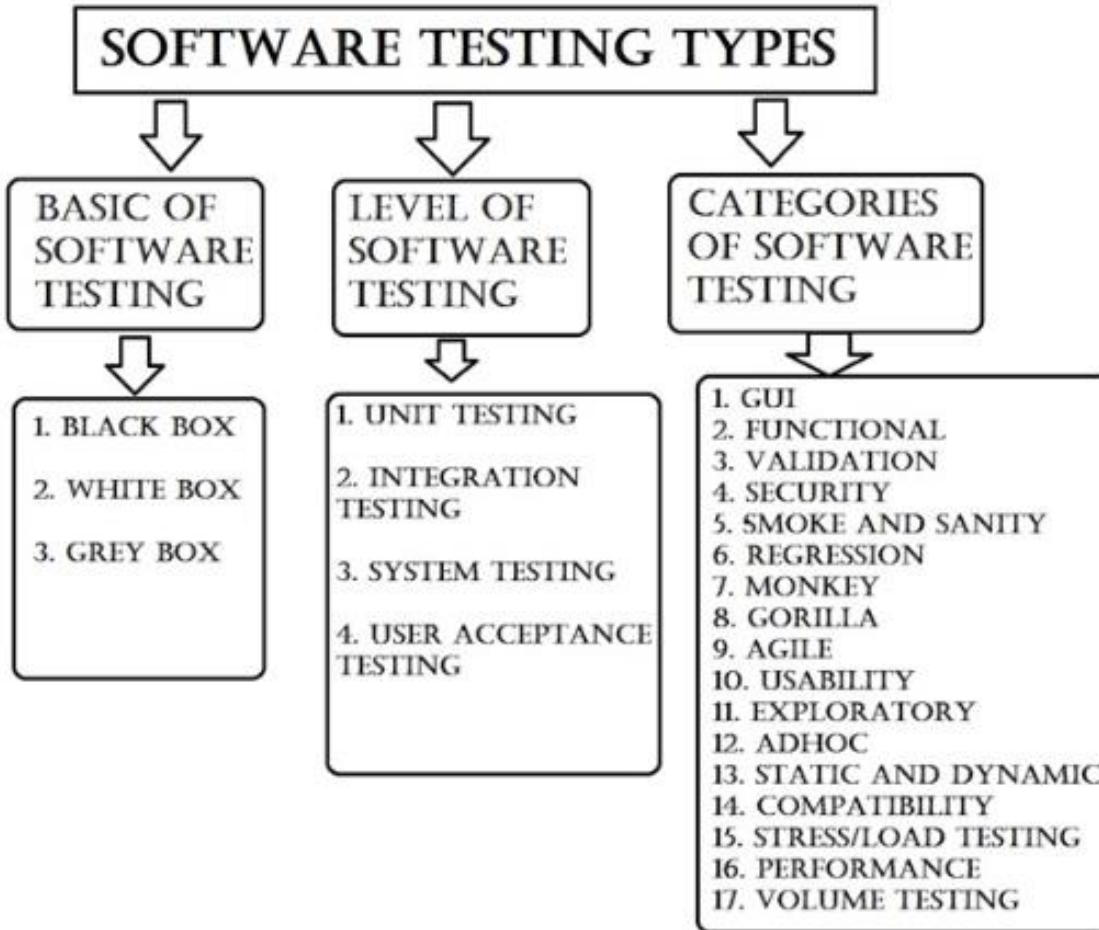 SOFTWARE TESTING TYPES
BASIC OF
SOFTWARE
TESTING
LEVEL OF
SOFTWARE
TESTING
CATEGORIES
OF SOFTWARE
TESTING
1. BLACK BOX
2. WHITE BOX
3. GREY BOX
1. UNIT TESTING
2. INTEGRATION
TESTING
3. SYSTEM TESTING
4. USER ACCEPTANCE
TESTING
1. GUI
2. FUNCTIONAL
3. VALIDATION
4. SECURITY
5. SMOKE AND SANITY
6. REGRESSION
7. MONKEY
8. GORILLA
9. AGILE
10. USABILITY
11. EXPLORATORY
12. ADHOC
13. STATIC AND DYNAMIC
14. COMPATIBILITY
15. STRESS/LOAD TESTING
16. PERFORMANCE
17. VOLUME TESTING